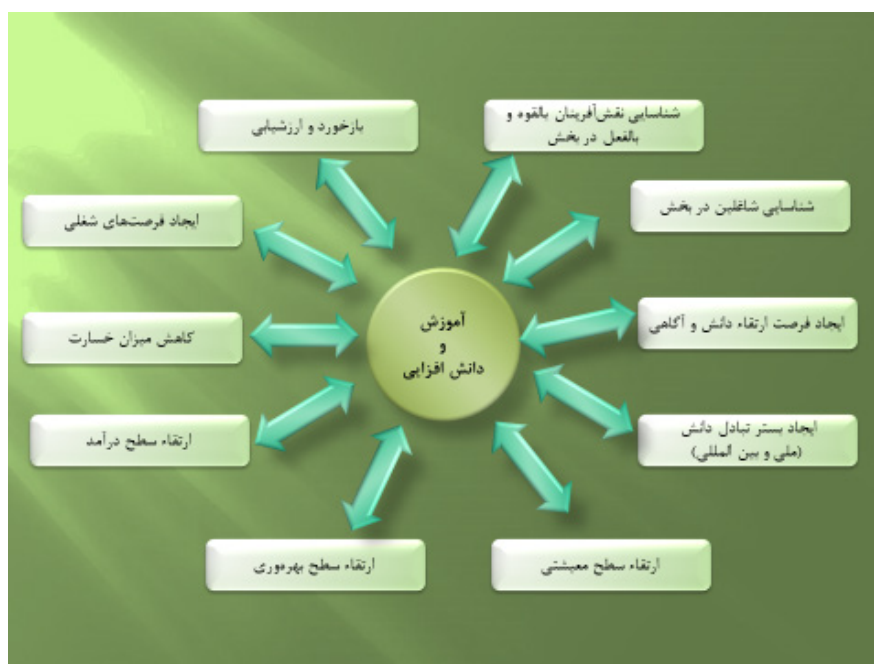 شناسایی نقش‌آفرینان بالقوه و
بالفعل در بخش
بازخورد و ارزشیابی
شناسایی شاغلین در بخش
ایجاد فرصت‌های شغلی
ایجاد فرصت ارتقاء دانش و آگاهی
آموزش
و
دانش افزایی
کاهش میزان خسارت
ایجاد بستر تبادل دانش
(ملی و بین المللی)
ارتقاء سطح درآمد
ارتقاء سطح معیشتی
ارتقاء سطح بهره‌وری